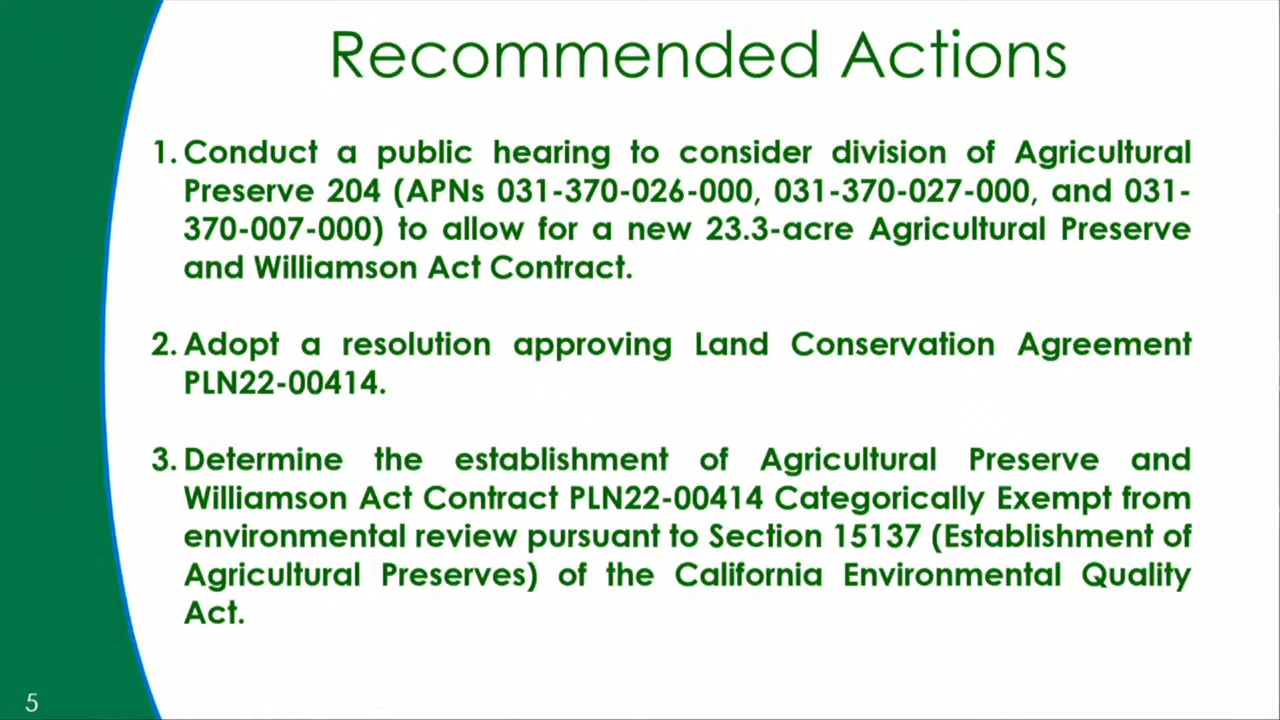 Recommended Actions
1. Conduct a public hearing to consider division of Agricultural
Preserve 204 (APNs 031-370-026-000, 031-370-027-000, and 031-
370-007-000) to allow for a new 23.3-acre Agricultural Preserve
and Williamson Act Contract.
2. Adopt a resolution approving Land Conservation Agreement
PLN22-00414.
3. Determine the establishment of Agricultural Preserve and
Williamson Act Contract PLN22-00414 Categorically Exempt from
environmental review pursuant to Section 15137 (Establishment of
Agricultural Preserves) of the California Environmental Quality
Act.
5